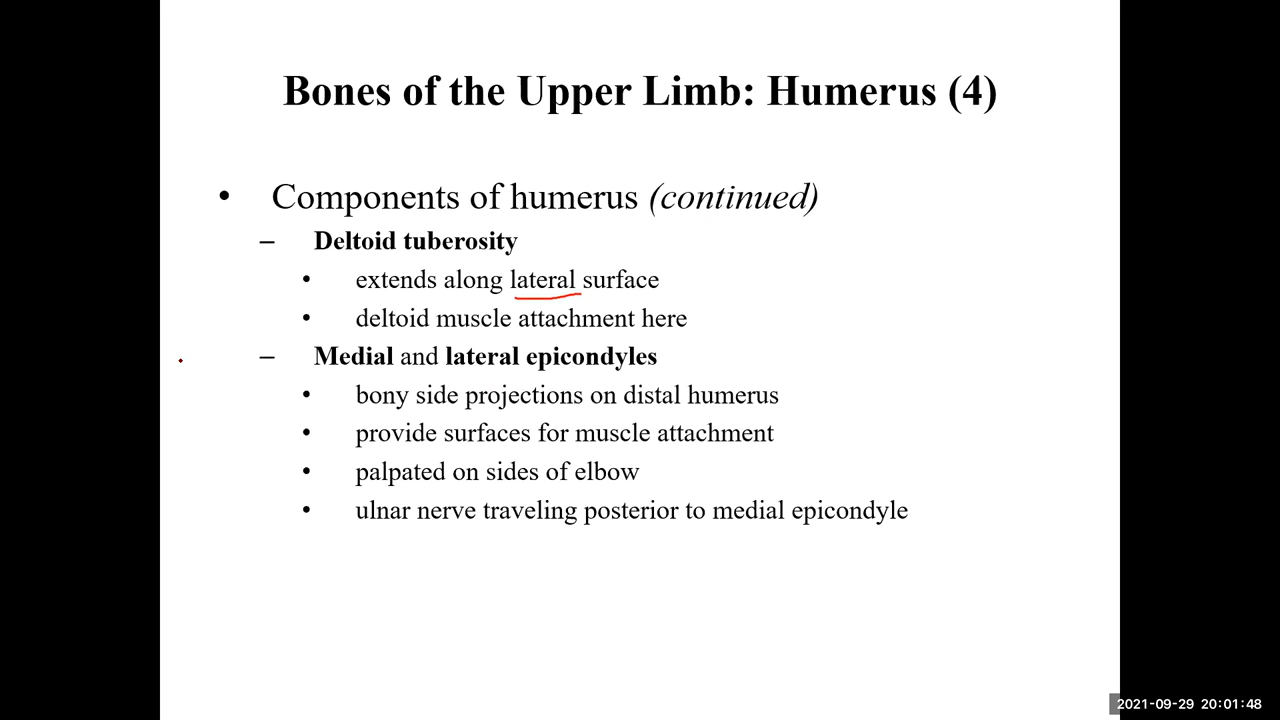 Bones of the Upper Limb: Humerus (4)
• Components of humerus (continued)
– Deltoid tuberosity
• extends along lateral surface
• deltoid muscle attachment here
– Medial and lateral epicondyles
• bony side projections on distal humerus
• provide surfaces for muscle attachment
• palpated on sides of elbow
• ulnar nerve traveling posterior to medial epicondyle
2021-09-29 20:01:48